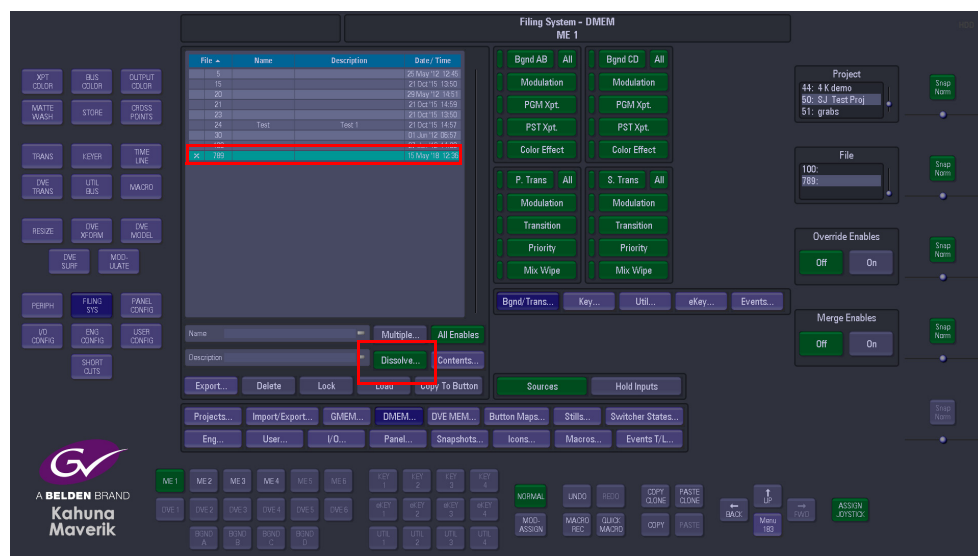 Filing System - DMEM
ME 1
File Name Description Date/Time
5 25 May '12 12:45
15 21 Oct '15 13:50
20 29 May '12 14:51
21 21 Oct '15 14:59
23 21 Oct '15 13:50
24 Test Test 1 21 Oct '15 14:57
30 01 Jun '12 06:57
× 789 15 May '18 12:36
XPT COLOR
BUS COLOR
OUTPUT COLOR
MATTE WASH
STORE
CROSS POINTS
TRANS
KEYER
TIME LINE
DVE TRANS
UTIL BUS
MACRO
RESIZE
DVE XFORM
DVE MODEL
DVE SURF
MOD- ULATE
PERIPH
FILING SYS
PANEL CONFIG
I/O CONFIG
ENG CONFIG
USER CONFIG
SHORT CUTS
Bgnd AB All
Modulation
PGM Xpt.
PST Xpt.
Color Effect
Bgnd CD All
Modulation
PGM Xpt.
PST Xpt.
Color Effect
P. Trans All
Modulation
Transition
Priority
Mix Wipe
S. Trans All
Modulation
Transition
Priority
Mix Wipe
Bgnd/Trans... Key... Util... eKey... Events...
Name Multiple... All Enables
Description Dissolve... Contents...
Export... Delete Lock Load Copy To Button
Sources Hold Inputs
Projects... Import/Export... GMEM... DMEM... DVE MEM... Button Maps... Stills... Switcher States...
Eng... User... I/O... Panel... Snapshots... Icons... Macros... Events T/L...
Project
44: 4K demo
50: SJ Test Proj
51: grabs
Snap Norm
File
100:
789:
Snap Norm
Override Enables
Off On
Snap Norm
Merge Enables
Off On
Snap Norm
Snap Norm
GV
A BELDEN BRAND
Kahuna
Maverik
ME 1 ME 2 ME 3 ME 4 ME 5 ME 6
DVE 1 DVE 2 DVE 3 DVE 4 DVE 5 DVE 6
BGND A BGND B BGND C BGND D
KEY 1 KEY 2 KEY 3 KEY 4
eKEY 1 eKEY 2 eKEY 3 eKEY 4
UTIL 1 UTIL 2 UTIL 3 UTIL 4
NORMAL UNDO REDO COPY CLONE PASTE CLONE
MOD- ASSIGN MACRO REC QUICK MACRO COPY PASTE
BACK UP FWD
Menu 183
ASSIGN JOYSTICK